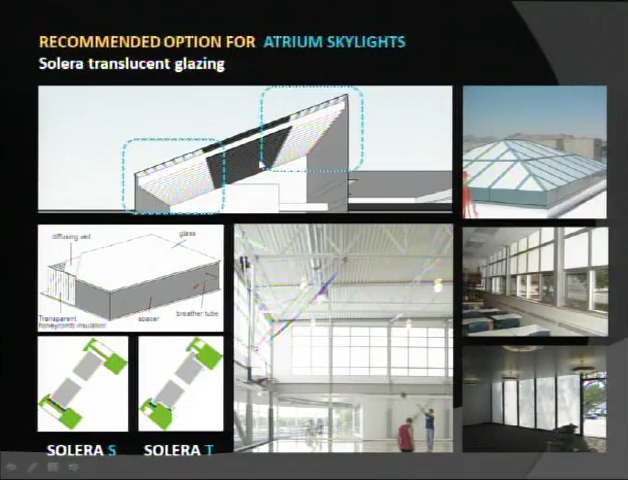 RECOMMENDED OPTION FOR ATRIUM SKYLIGHTS
Solera translucent glazing
diffusing veil
glass
Transparent
honeycomb insulation
spacer
breather tube
SOLERA S
SOLERA T